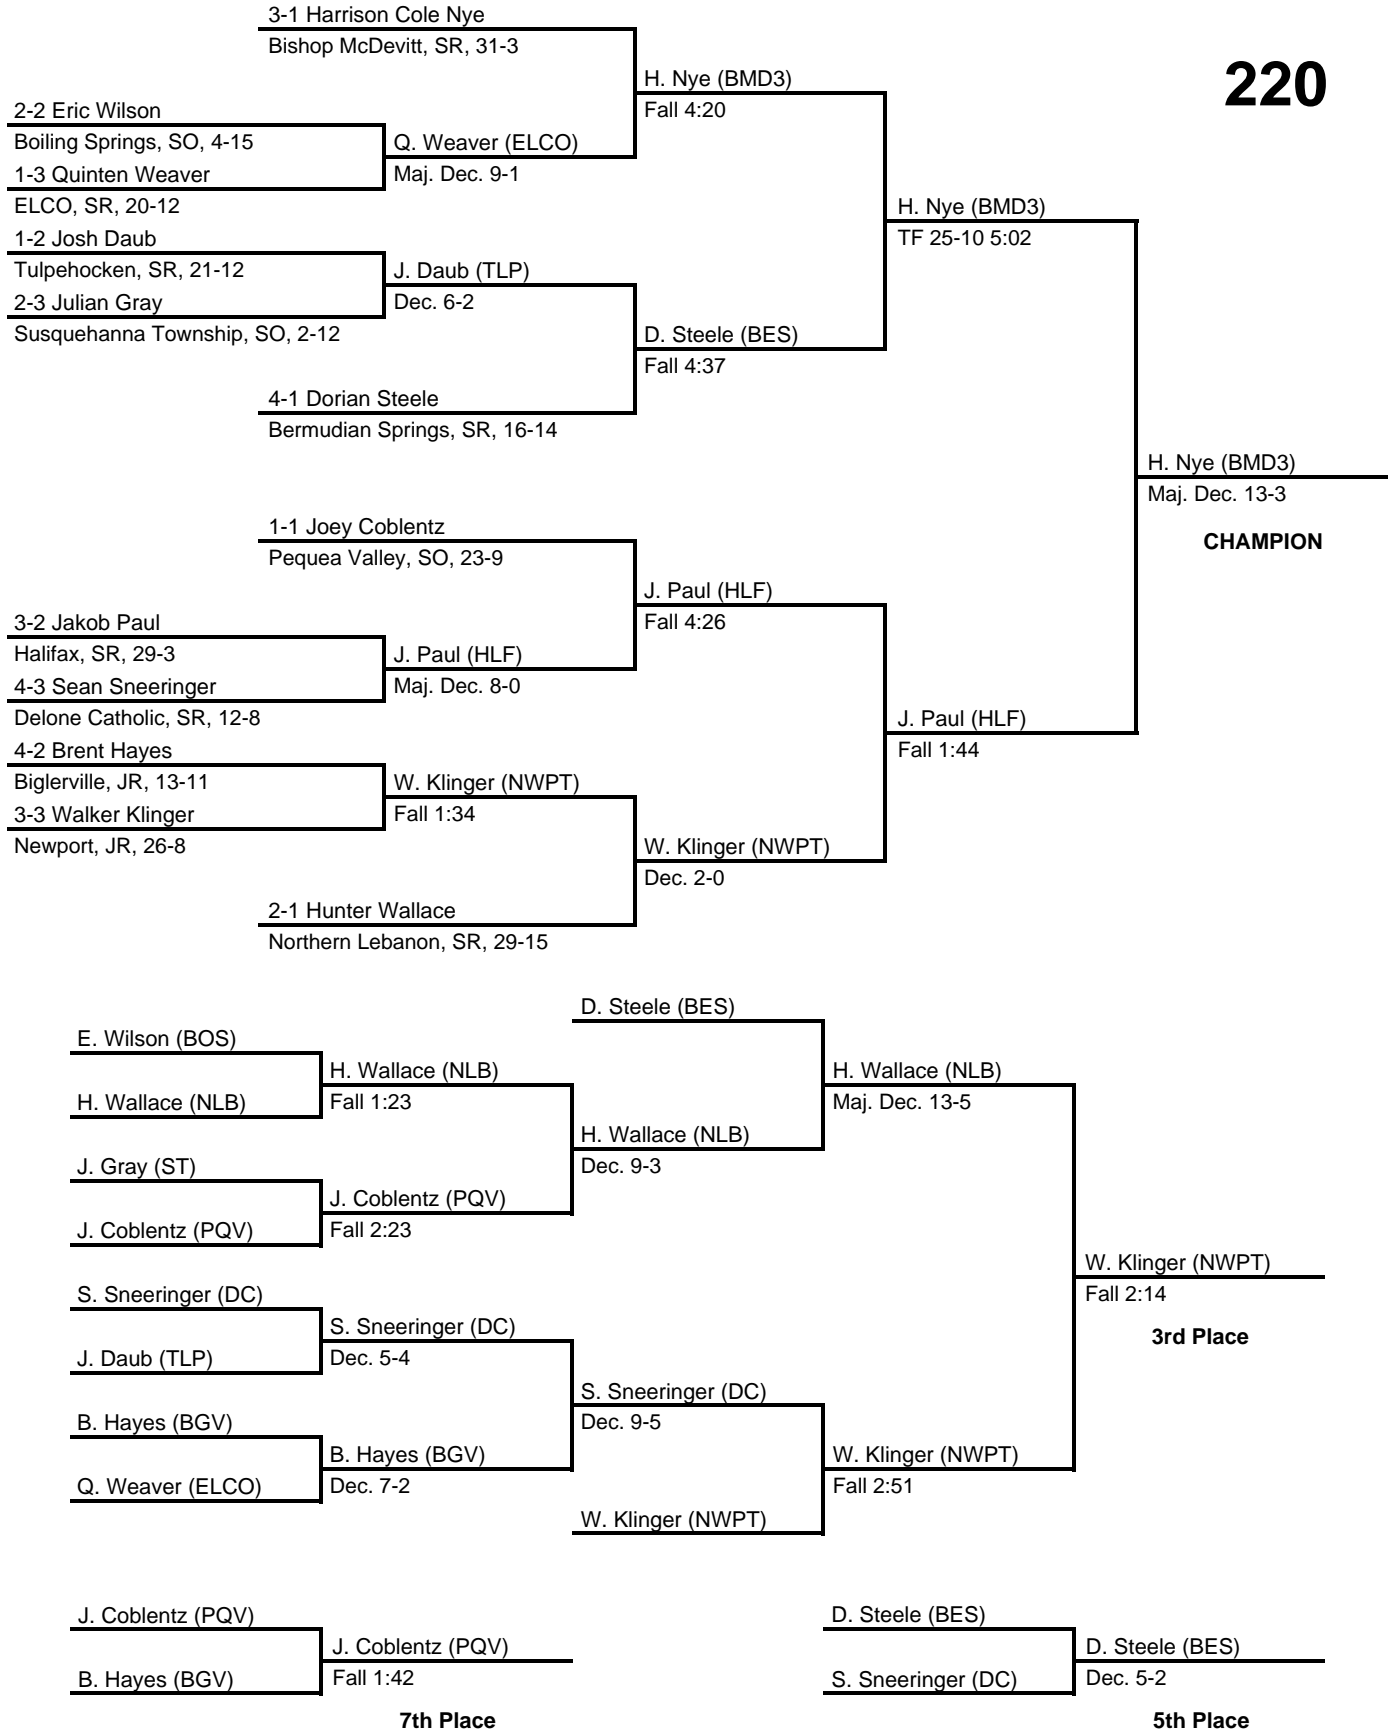 3-1 Harrison Cole Nye
Bishop McDevitt, SR, 31-3
220
H. Nye (BMD3)
Fall 4:20
2-2 Eric Wilson
Boiling Springs, SO, 4-15
Q. Weaver (ELCO)
Maj. Dec. 9-1
1-3 Quinten Weaver
ELCO, SR, 20-12
H. Nye (BMD3)
TF 25-10 5:02
1-2 Josh Daub
Tulpehocken, SR, 21-12
J. Daub (TLP)
Dec. 6-2
2-3 Julian Gray
Susquehanna Township, SO, 2-12
D. Steele (BES)
Fall 4:37
4-1 Dorian Steele
Bermudian Springs, SR, 16-14
H. Nye (BMD3)
Maj. Dec. 13-3
CHAMPION
1-1 Joey Coblentz
Pequea Valley, SO, 23-9
J. Paul (HLF)
Fall 4:26
3-2 Jakob Paul
Halifax, SR, 29-3
J. Paul (HLF)
Maj. Dec. 8-0
4-3 Sean Sneeringer
Delone Catholic, SR, 12-8
J. Paul (HLF)
Fall 1:44
4-2 Brent Hayes
Biglerville, JR, 13-11
W. Klinger (NWPT)
Fall 1:34
3-3 Walker Klinger
Newport, JR, 26-8
W. Klinger (NWPT)
Dec. 2-0
2-1 Hunter Wallace
Northern Lebanon, SR, 29-15
D. Steele (BES)
E. Wilson (BOS)
H. Wallace (NLB)
Fall 1:23
H. Wallace (NLB)
H. Wallace (NLB)
Maj. Dec. 13-5
H. Wallace (NLB)
Dec. 9-3
J. Gray (ST)
J. Coblentz (PQV)
Fall 2:23
J. Coblentz (PQV)
W. Klinger (NWPT)
Fall 2:14
3rd Place
S. Sneeringer (DC)
S. Sneeringer (DC)
Dec. 5-4
J. Daub (TLP)
S. Sneeringer (DC)
Dec. 9-5
B. Hayes (BGV)
B. Hayes (BGV)
Dec. 7-2
Q. Weaver (ELCO)
W. Klinger (NWPT)
Fall 2:51
W. Klinger (NWPT)
J. Coblentz (PQV)
J. Coblentz (PQV)
Fall 1:42
B. Hayes (BGV)
7th Place
D. Steele (BES)
D. Steele (BES)
Dec. 5-2
S. Sneeringer (DC)
5th Place